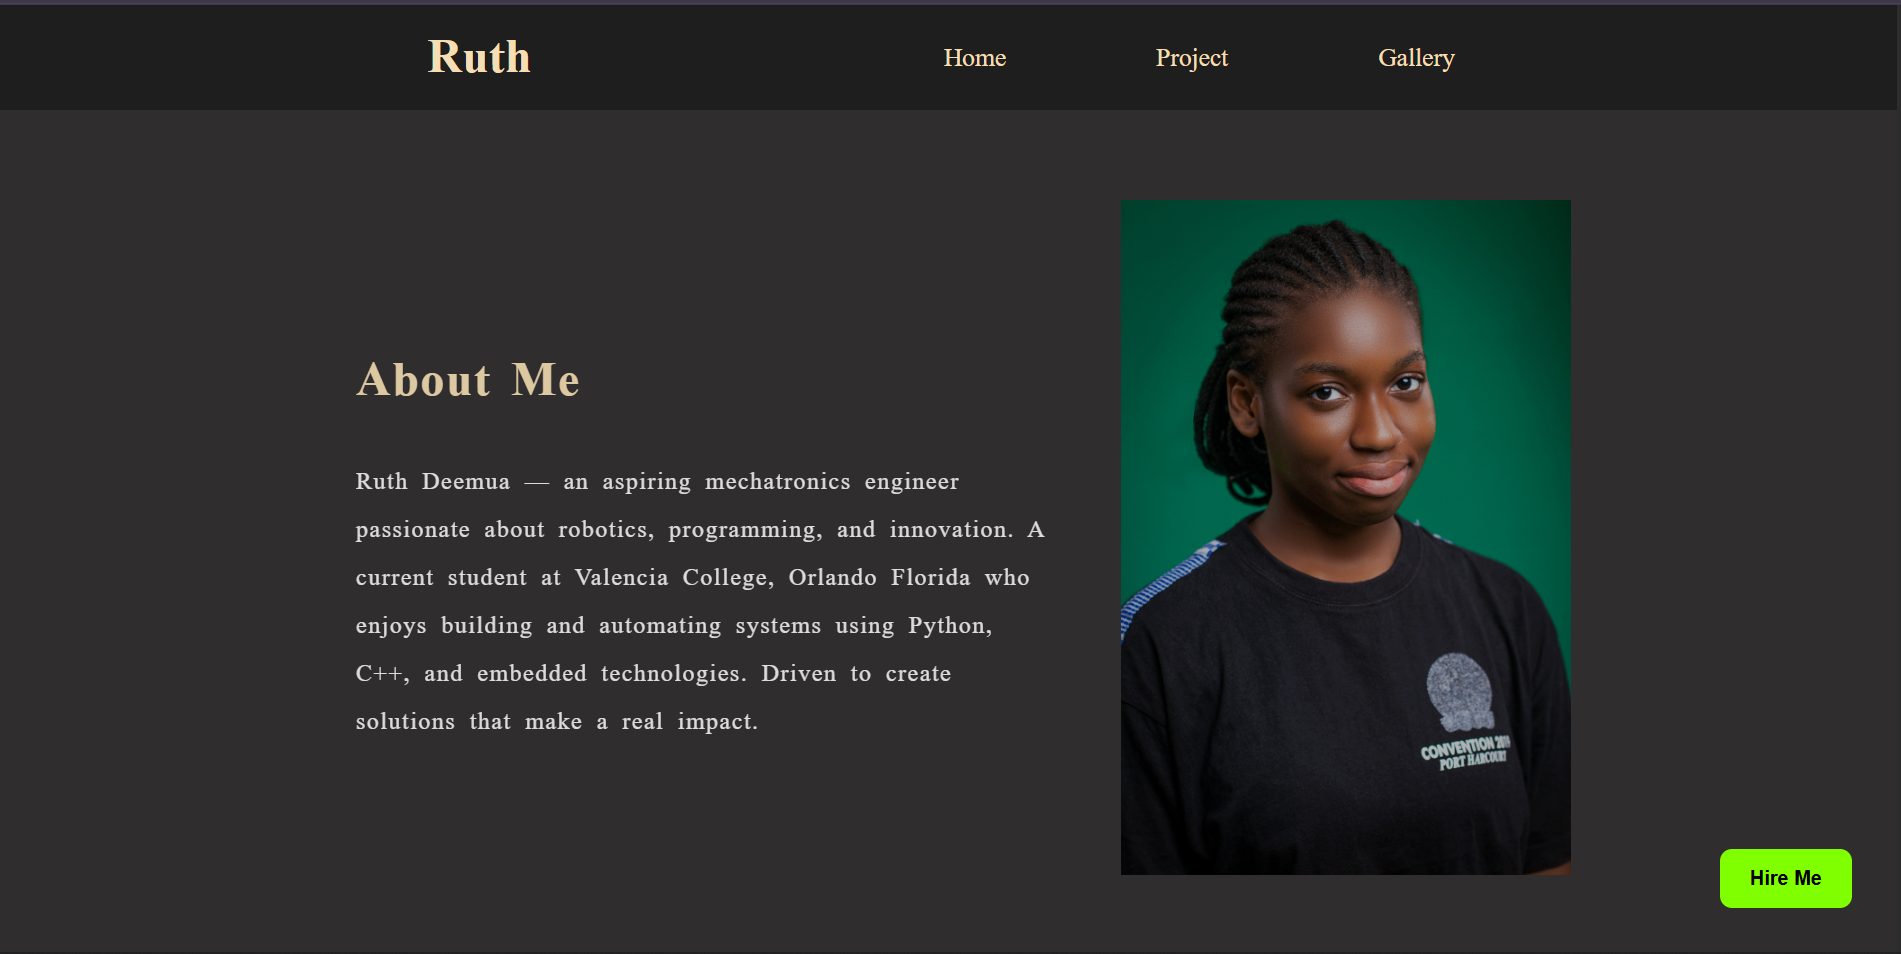 Ruth
Home Project Gallery
About Me
Ruth Deemua — an aspiring mechatronics engineer
passionate about robotics, programming, and innovation. A
current student at Valencia College, Orlando Florida who
enjoys building and automating systems using Python,
C++, and embedded technologies. Driven to create
solutions that make a real impact.
CONVENTION 2019
PORT HARCOURT
Hire Me